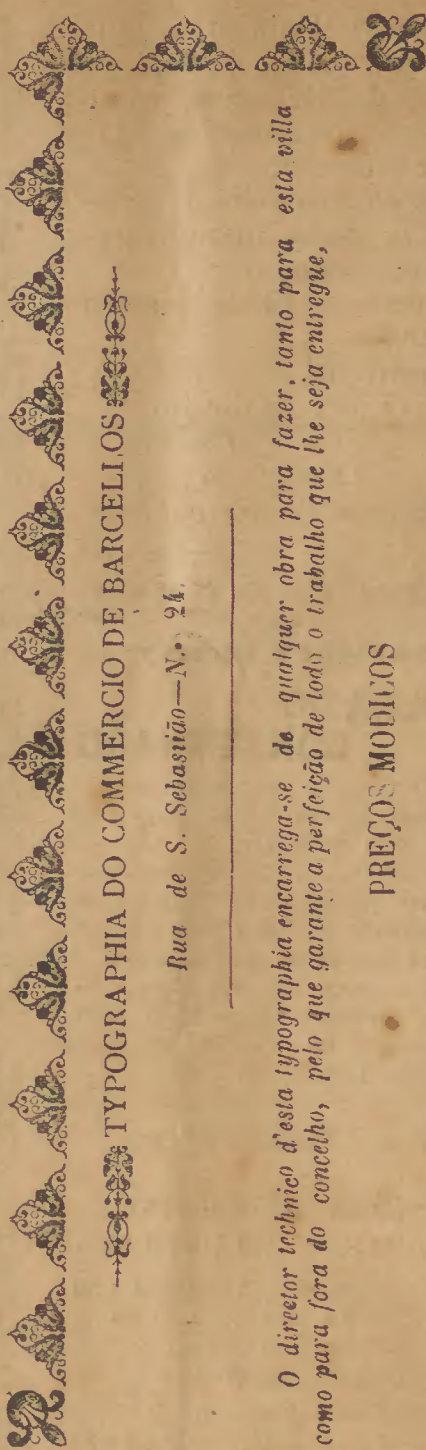 TYPOGRAPHIA DO COMMERCIO DE BARCELLOS
Rua de S. Sebastião—N.º 24.
O director technico d'esta typographia encarrega-se de qualquer obra para fazer, tanto para esta villa
como para fora do concelho, pelo que garante a perfeição de todo o trabalho que lhe seja entregue,
PREÇOS MODICOS